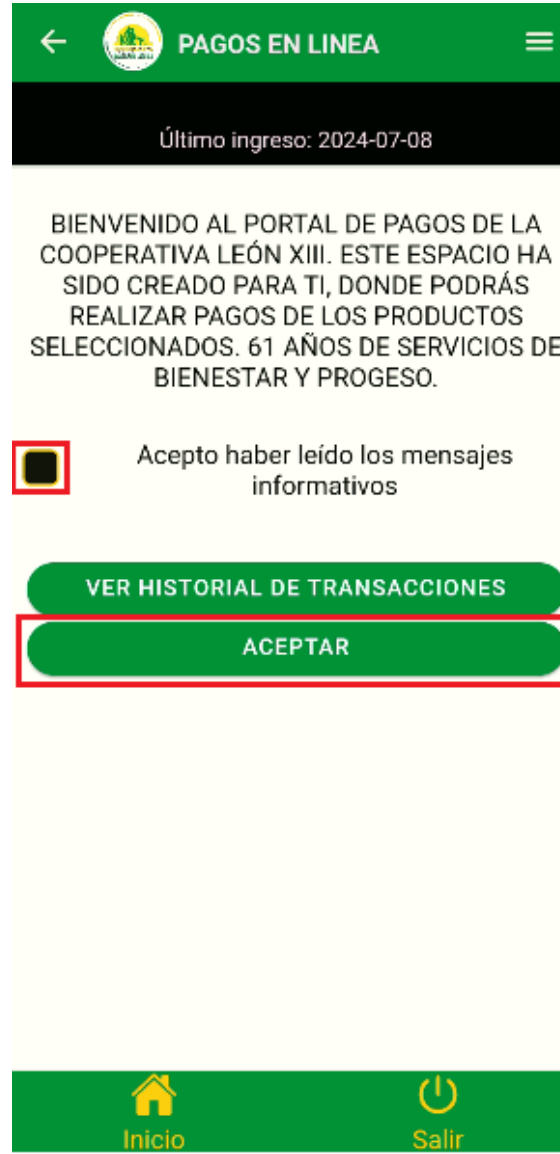 PAGOS EN LINEA
Último ingreso: 2024-07-08
BIENVENIDO AL PORTAL DE PAGOS DE LA
COOPERATIVA LEÓN XIII. ESTE ESPACIO HA
SIDO CREADO PARA TI, DONDE PODRÁS
REALIZAR PAGOS DE LOS PRODUCTOS
SELECCIONADOS. 61 AÑOS DE SERVICIOS DE
BIENESTAR Y PROGESO.
Acepto haber leído los mensajes
informativos
VER HISTORIAL DE TRANSACCIONES
ACEPTAR
Inicio
Salir